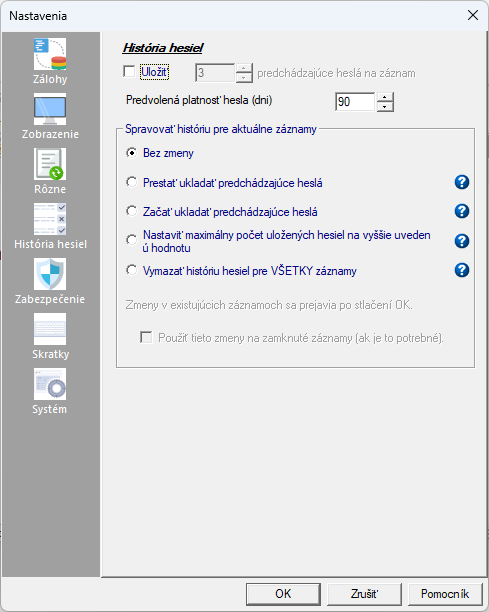 Nastavenia
Zálohy
Zobrazenie
Rôzne
História hesiel
Zabezpečenie
Skratky
Systém
História hesiel
Uložiť 3 predchádzajúce heslá na záznam
Predvolená platnosť hesla (dni) 90
Spravovať históriu pre aktuálne záznamy
Bez zmeny
Prestať ukladať predchádzajúce heslá
Začať ukladať predchádzajúce heslá
Nastaviť maximálny počet uložených hesiel na vyššie uveden
ú hodnotu
Vymazať históriu hesiel pre VŠETKY záznamy
Zmeny v existujúcich záznamoch sa prejavia po stlačení OK.
Použiť tieto zmeny na zamknuté záznamy (ak je to potrebné).
OK Zrušiť Pomocník